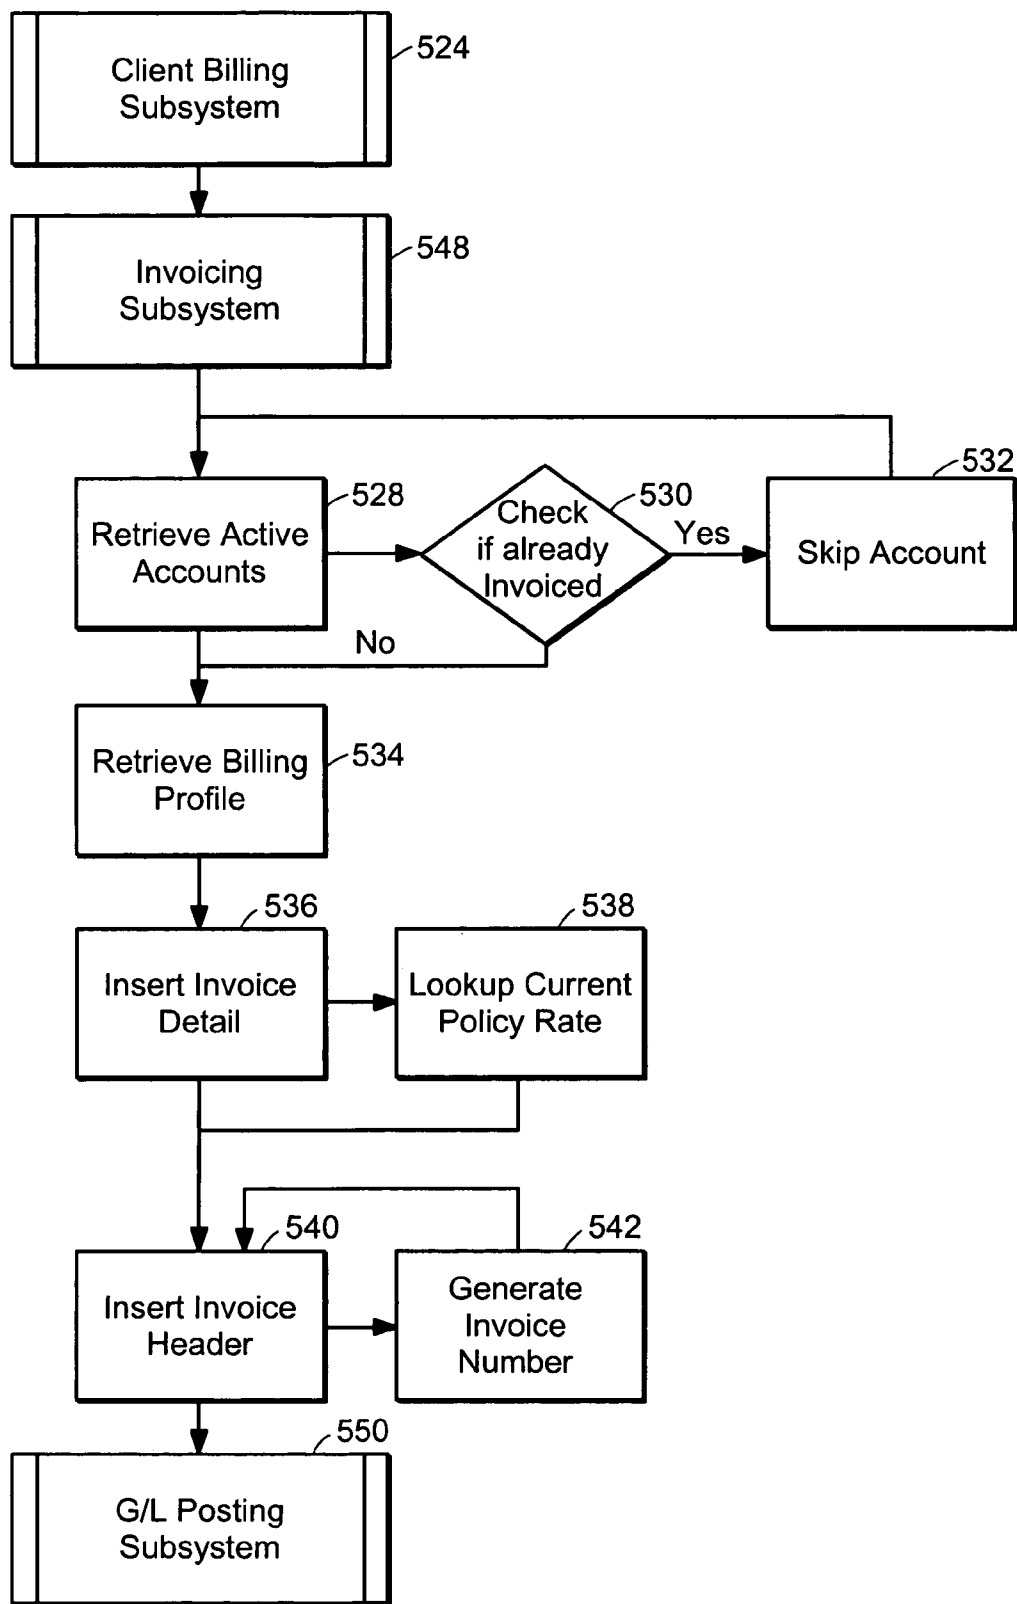 Client Billing
Subsystem
524
Invoicing
Subsystem
548
Retrieve Active
Accounts
528
Check
if already
Invoiced
530
Yes
Skip Account
532
No
Retrieve Billing
Profile
534
Insert Invoice
Detail
536
Lookup Current
Policy Rate
538
Insert Invoice
Header
540
Generate
Invoice
Number
542
G/L Posting
Subsystem
550